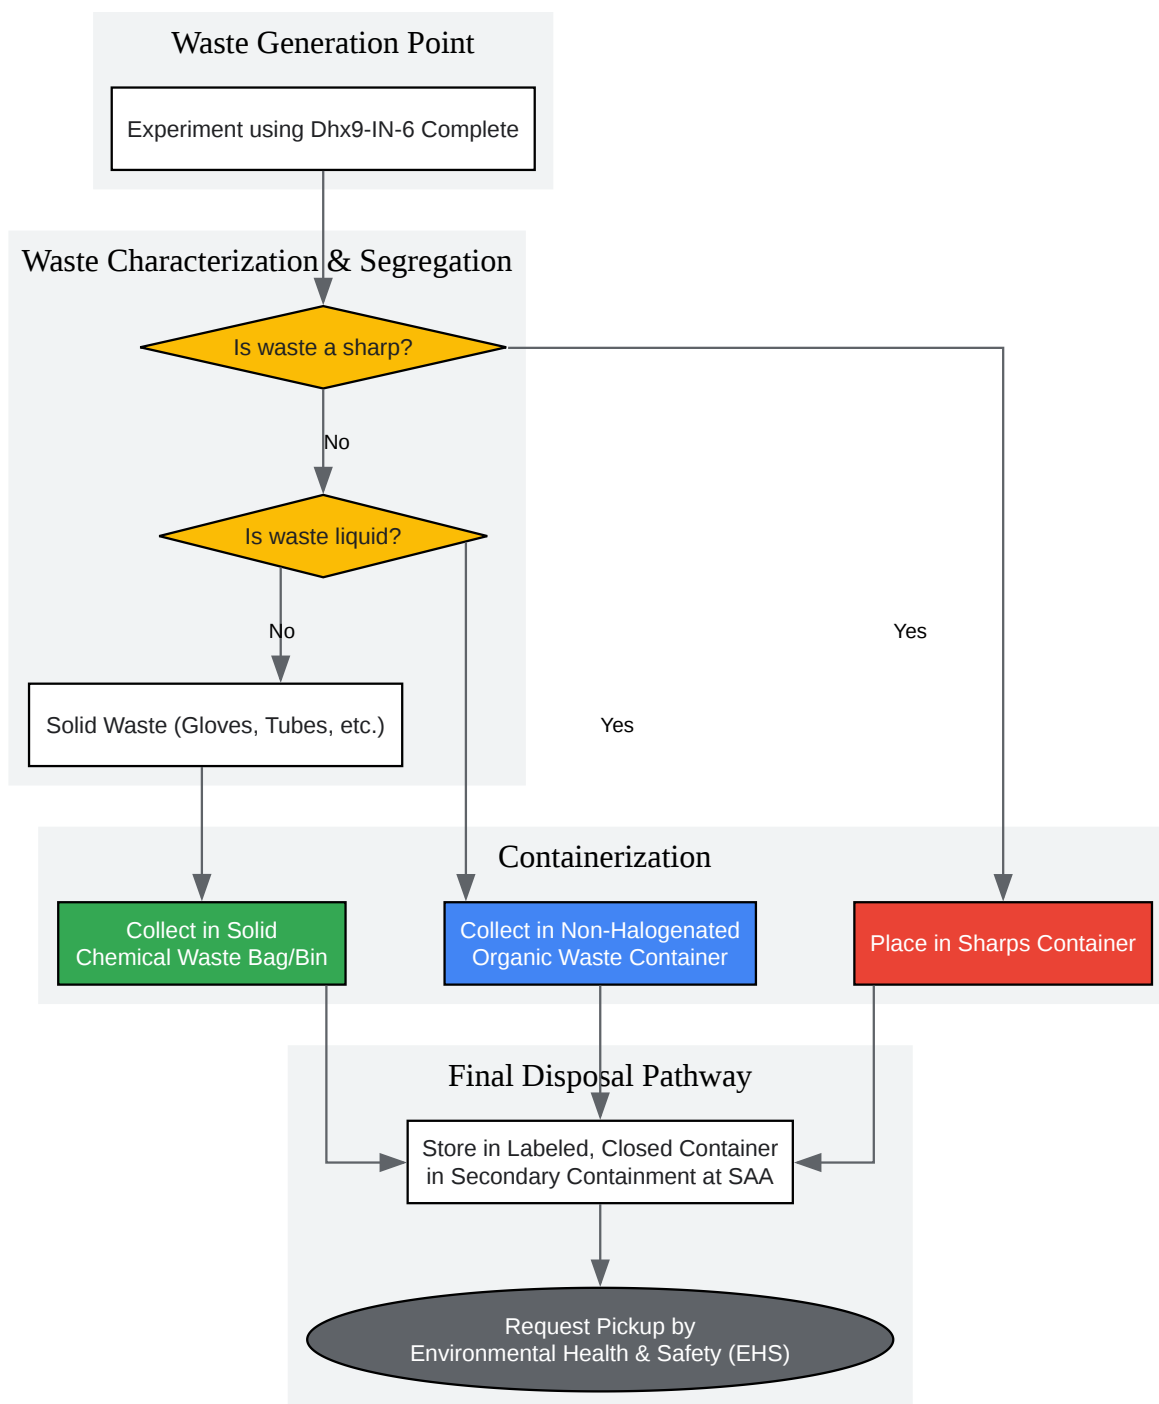 Waste Generation Point
Experiment using Dhx9-IN-6 Complete
Waste Characterization & Segregation
Is waste a sharp?
No
Is waste liquid?
No
Yes
Solid Waste (Gloves, Tubes, etc.)
Yes
Containerization
Collect in Solid
Chemical Waste Bag/Bin
Collect in Non-Halogenated
Organic Waste Container
Place in Sharps Container
Final Disposal Pathway
Store in Labeled, Closed Container
in Secondary Containment at SAA
Request Pickup by
Environmental Health & Safety (EHS)